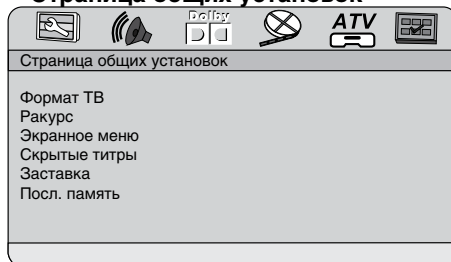 Страница общих установок
Dolby
ATV
Страница общих установок
Формат ТВ
Ракурс
Экранное меню
Скрытые титры
Заставка
Посл. память